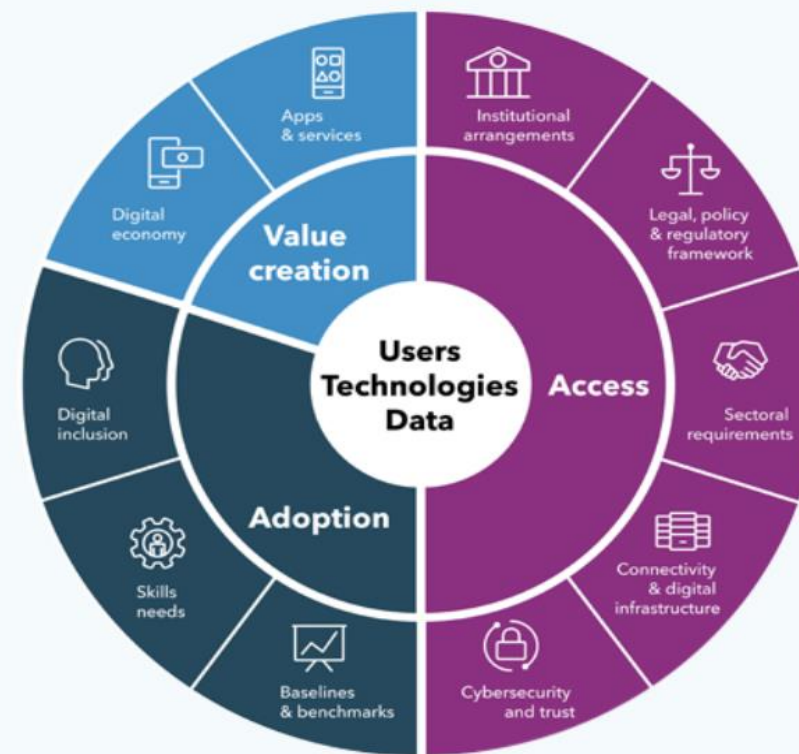 Apps
& services
Institutional
arrangements
Digital
economy
Legal, policy
& regulatory
framework
Value
creation
Users
Technologies
Data
Access
Digital
inclusion
Sectoral
requirements
Adoption
Skills
needs
Connectivity
& digital
infrastructure
Baselines
& benchmarks
Cybersecurity
and trust